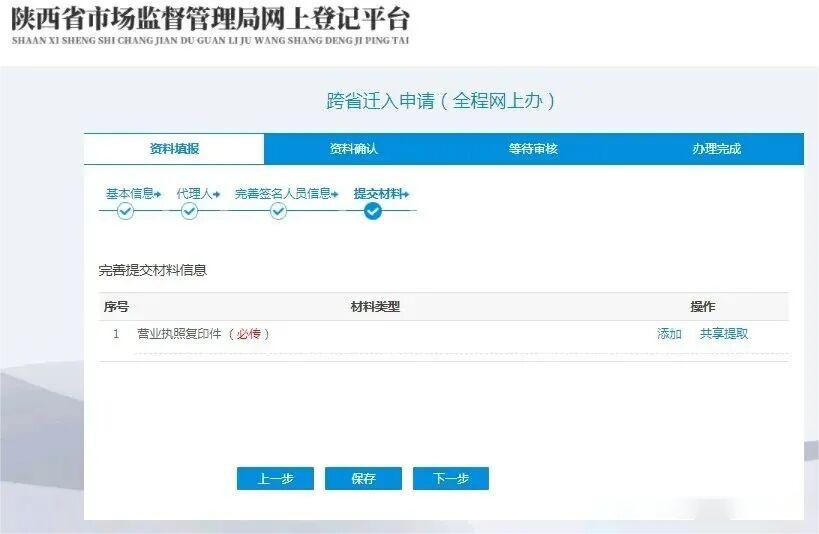 陕西省市场监督管理局网上登记平台
SHAAN XI SHENG SHI CHANG JIAN DU GUAN LI JU WANG SHANG DENG JI PING TAI
跨省迁入申请（全程网上办）
资料填报 资料确认 等待审核 办理完成
基本信息 代理人 完善签名人员信息 提交材料
完善提交材料信息
序号 材料类型 操作
1 营业执照复印件（必传） 添加 共享提取
上一步 保存 下一步